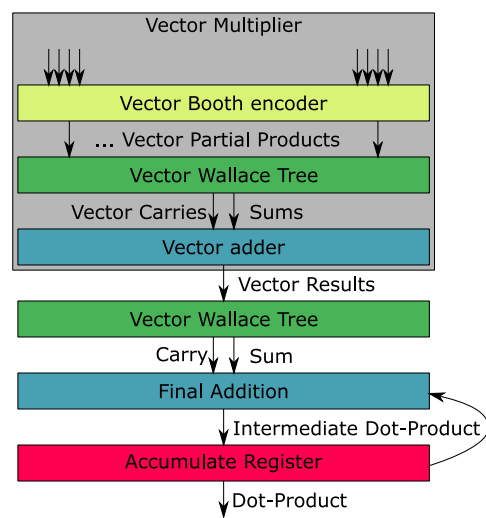 Vector Multiplier
Vector Booth encoder
... Vector Partial Products
Vector Wallace Tree
Vector Carries Sums
Vector adder
Vector Results
Vector Wallace Tree
Carry Sum
Final Addition
Intermediate Dot-Product
Accumulate Register
Dot-Product